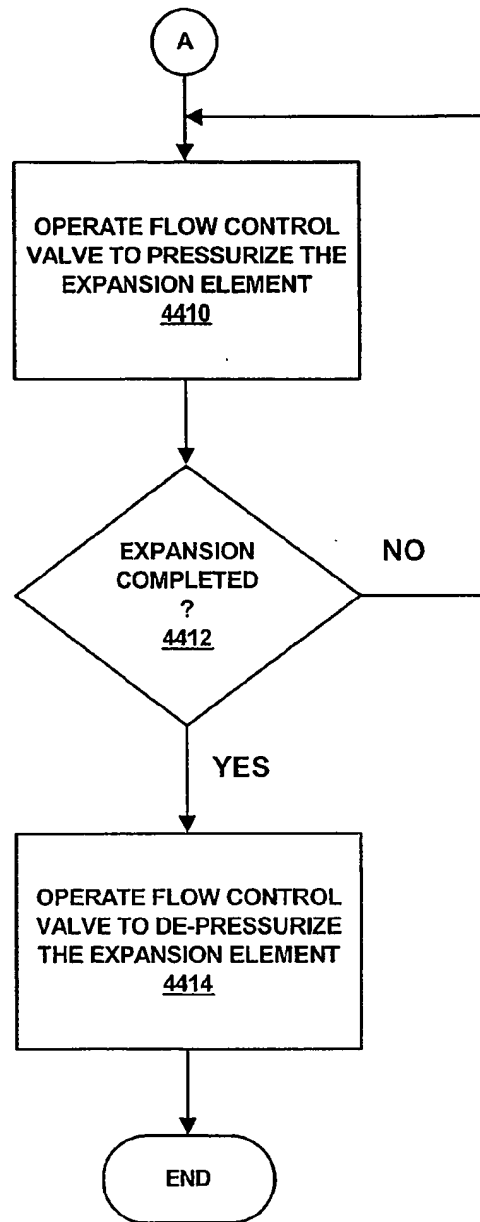 A
OPERATE FLOW CONTROL
VALVE TO PRESSURIZE THE
EXPANSION ELEMENT
4410
EXPANSION
COMPLETED
?
4412
NO
YES
OPERATE FLOW CONTROL
VALVE TO DE-PRESSURIZE
THE EXPANSION ELEMENT
4414
END